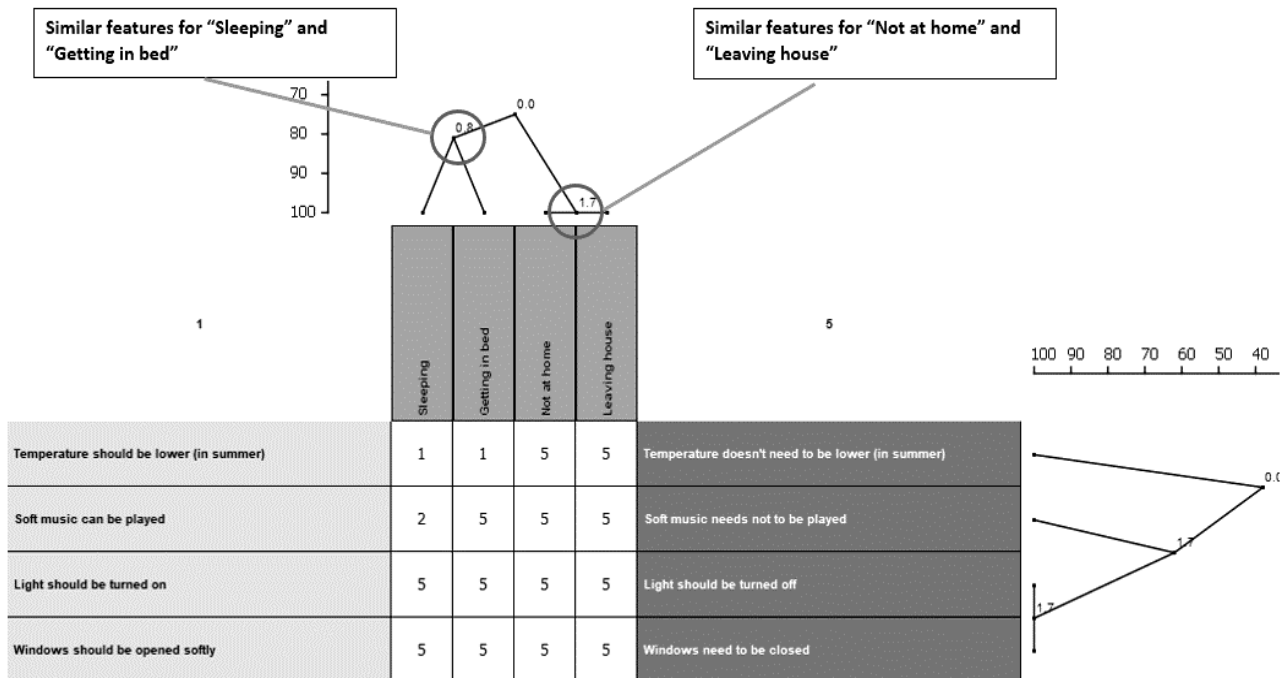 Similar features for “Sleeping” and
“Getting in bed”
Similar features for “Not at home” and
“Leaving house”
70
80
90
100
0.8
0.0
1.7
1
Sleeping
Getting in bed
Not at home
Leaving house
5
100 90 80 70 60 50 40
Temperature should be lower (in summer) 1 1 5 5 Temperature doesn't need to be lower (in summer)
Soft music can be played 2 5 5 5 Soft music needs not to be played
Light should be turned on 5 5 5 5 Light should be turned off
Windows should be opened softly 5 5 5 5 Windows need to be closed
0.0
1.7
1.7